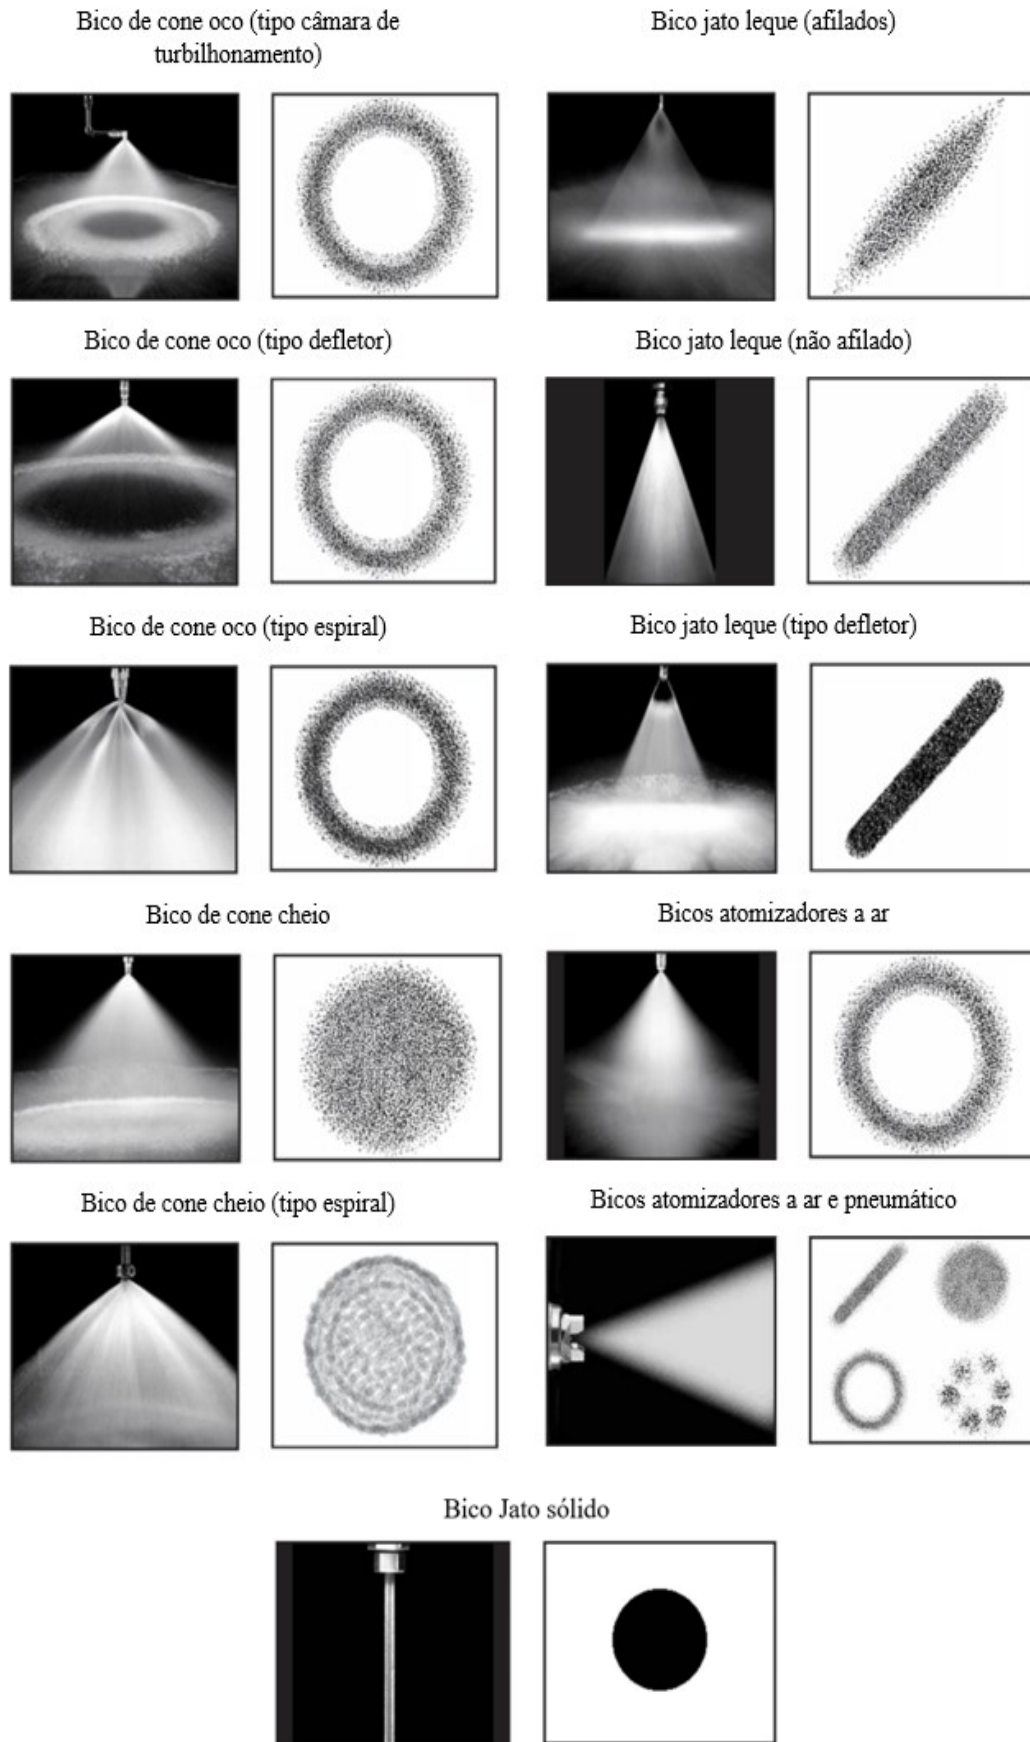 Bico de cone oco (tipo câmara de
turbilhonamento)
Bico jato leque (afilados)
Bico de cone oco (tipo defletor)
Bico jato leque (não afilado)
Bico de cone oco (tipo espiral)
Bico jato leque (tipo defletor)
Bico de cone cheio
Bicos atomizadores a ar
Bico de cone cheio (tipo espiral)
Bicos atomizadores a ar e pneumático
Bico Jato sólido